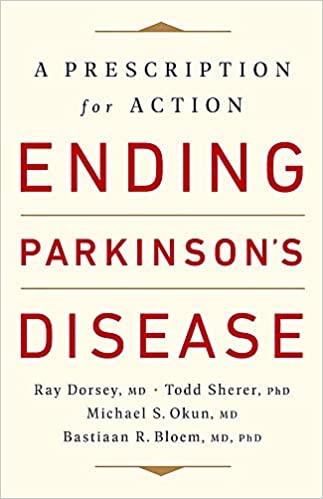 A PRESCRIPTION
for ACTION
ENDING
PARKINSON'S
DISEASE
Ray Dorsey, MD · Todd Sherer, PhD
Michael S. Okun, MD
Bastiaan R. Bloem, MD, PhD